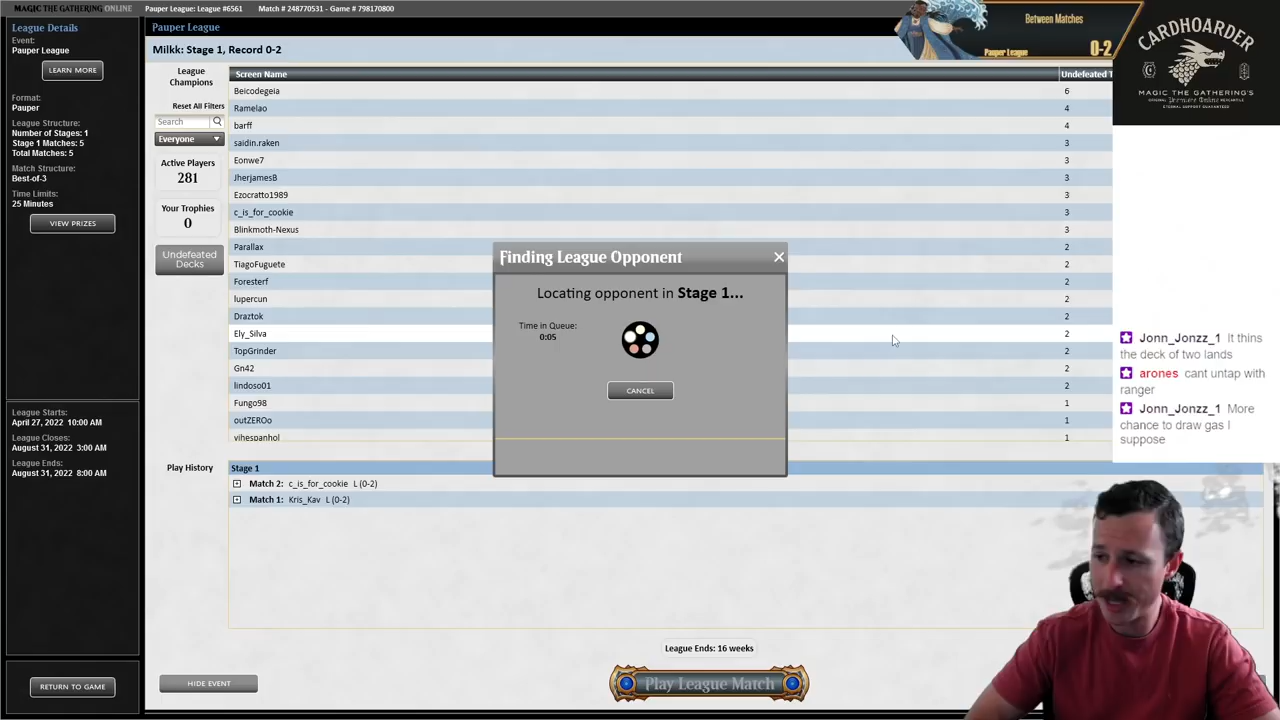 MAGIC THE GATHERING ONLINE
Pauper League: League #6561
Match # 248770531 - Game # 798170800
League Details
Event:
Pauper League
LEARN MORE
Format:
Pauper
League Structure:
Number of Stages: 1
Stage 1 Matches: 5
Total Matches: 5
Match Structure:
Best-of-3
Time Limits:
25 Minutes
VIEW PRIZES
League Starts:
April 27, 2022 10:00 AM
League Closes:
August 31, 2022 3:00 AM
League Ends:
August 31, 2022 8:00 AM
RETURN TO GAME
Pauper League
Milkk: Stage 1, Record 0-2
League
Champions
Reset All Filters
Search
Everyone
Active Players
281
Your Trophies
0
Undefeated
Decks
Screen Name
Undefeated T
Beicodegeia 6
Ramelao 4
barff 4
saidin.raken 3
Eonwe7 3
JherjamesB 3
Ezocratto1989 3
c_is_for_cookie 3
Blinkmoth-Nexus 3
Parallax 2
TiagoFuguete 2
Foresterf 2
lupercun 2
Draztok 2
Ely_Silva 2
TopGrinder 2
Gn42 2
lindoso01 2
Fungo98 1
outZEROo 1
vihespanhol 1
Finding League Opponent
Locating opponent in Stage 1...
Time in Queue:
0:05
CANCEL
Play History
Stage 1
Match 2: c_is_for_cookie L (0-2)
Match 1: Kris_Kav L (0-2)
League Ends: 16 weeks
HIDE EVENT
Play League Match
Between Matches
Pauper League
0-2
CARDHOARDER
MAGIC THE GATHERING'S
Jonn_Jonzz_1 It thins
the deck of two lands
arones cant untap with
ranger
Jonn_Jonzz_1 More
chance to draw gas I
suppose